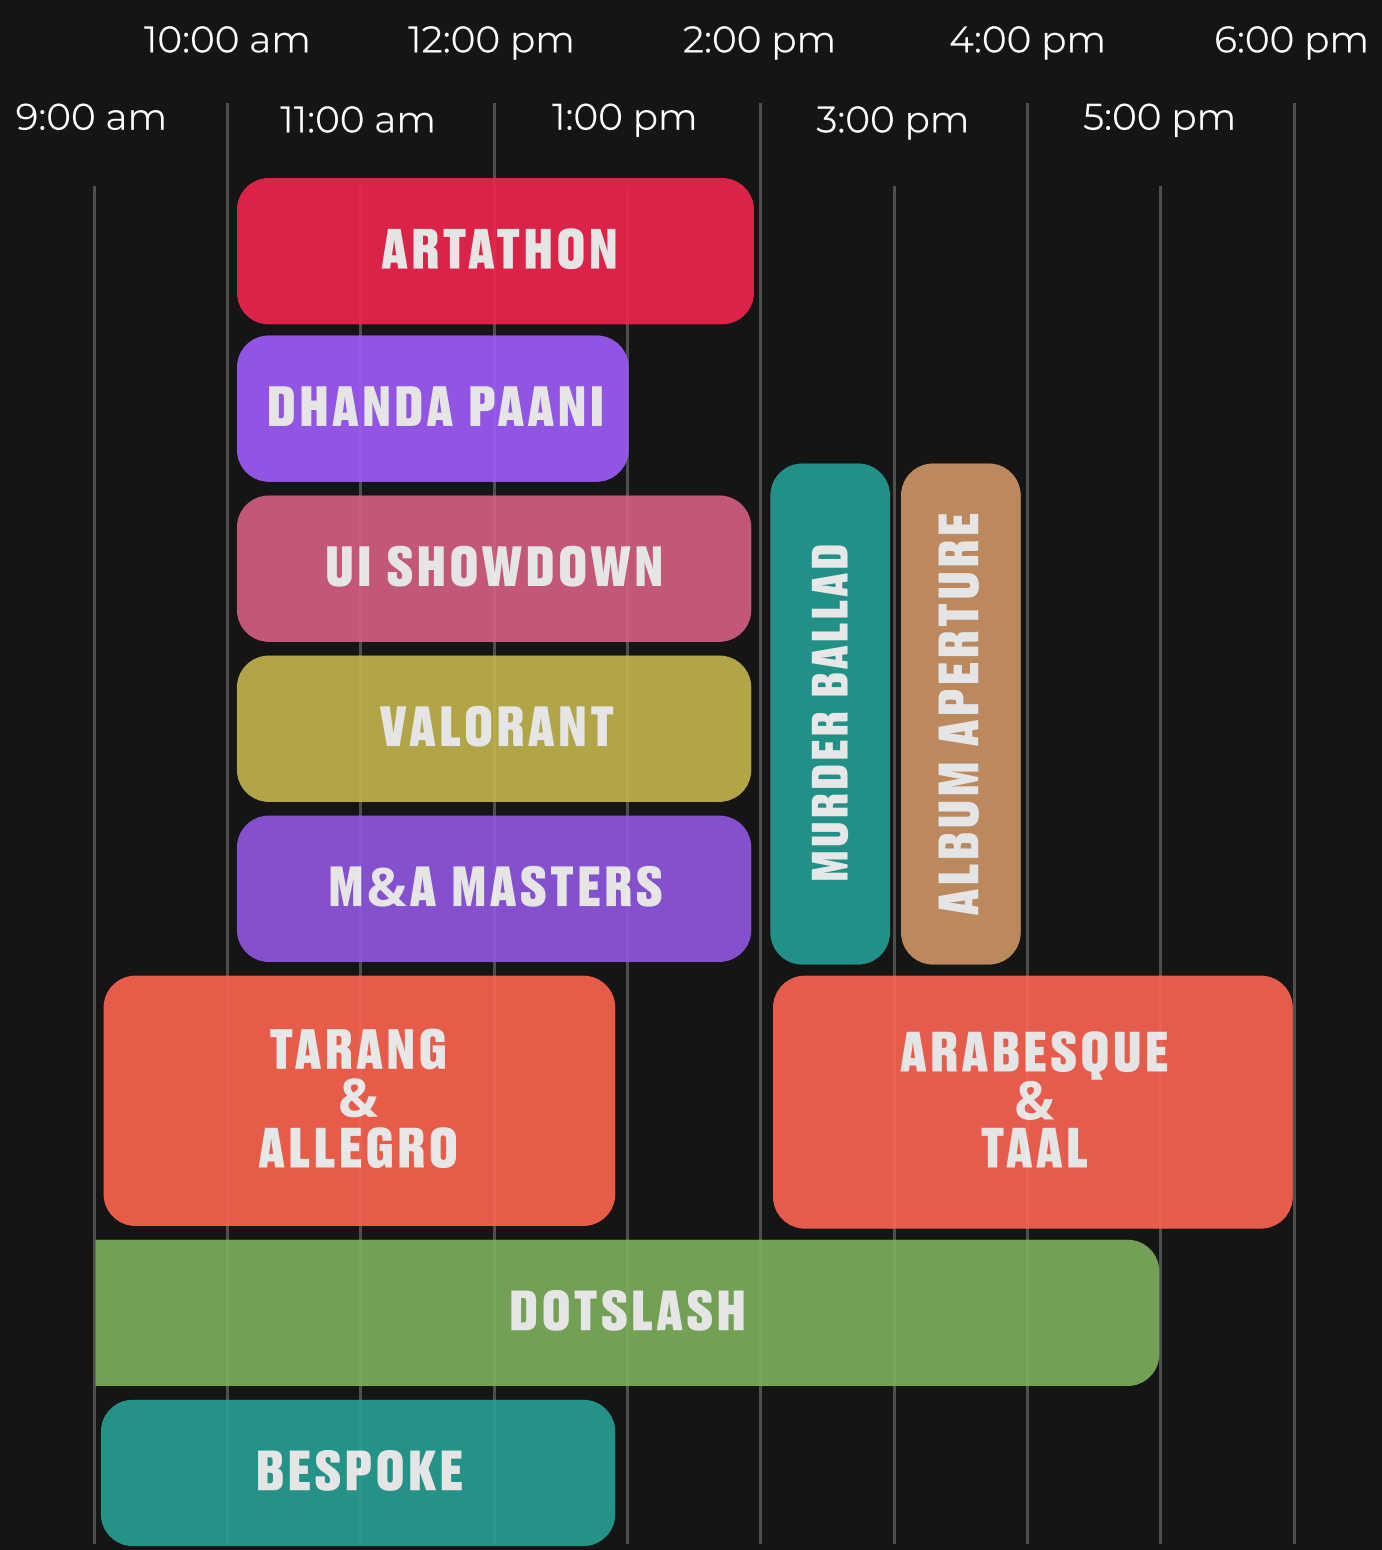 10:00 am 12:00 pm 2:00 pm 4:00 pm 6:00 pm
9:00 am 11:00 am 1:00 pm 3:00 pm 5:00 pm
ARTATHON
DHANDA PAANI
UI SHOWDOWN
VALORANT
M&A MASTERS
MURDER BALLAD
ALBUM APERTURE
TARANG
&
ALLEGRO
ARABESQUE
&
TAAL
DOTSLASH
BESPOKE